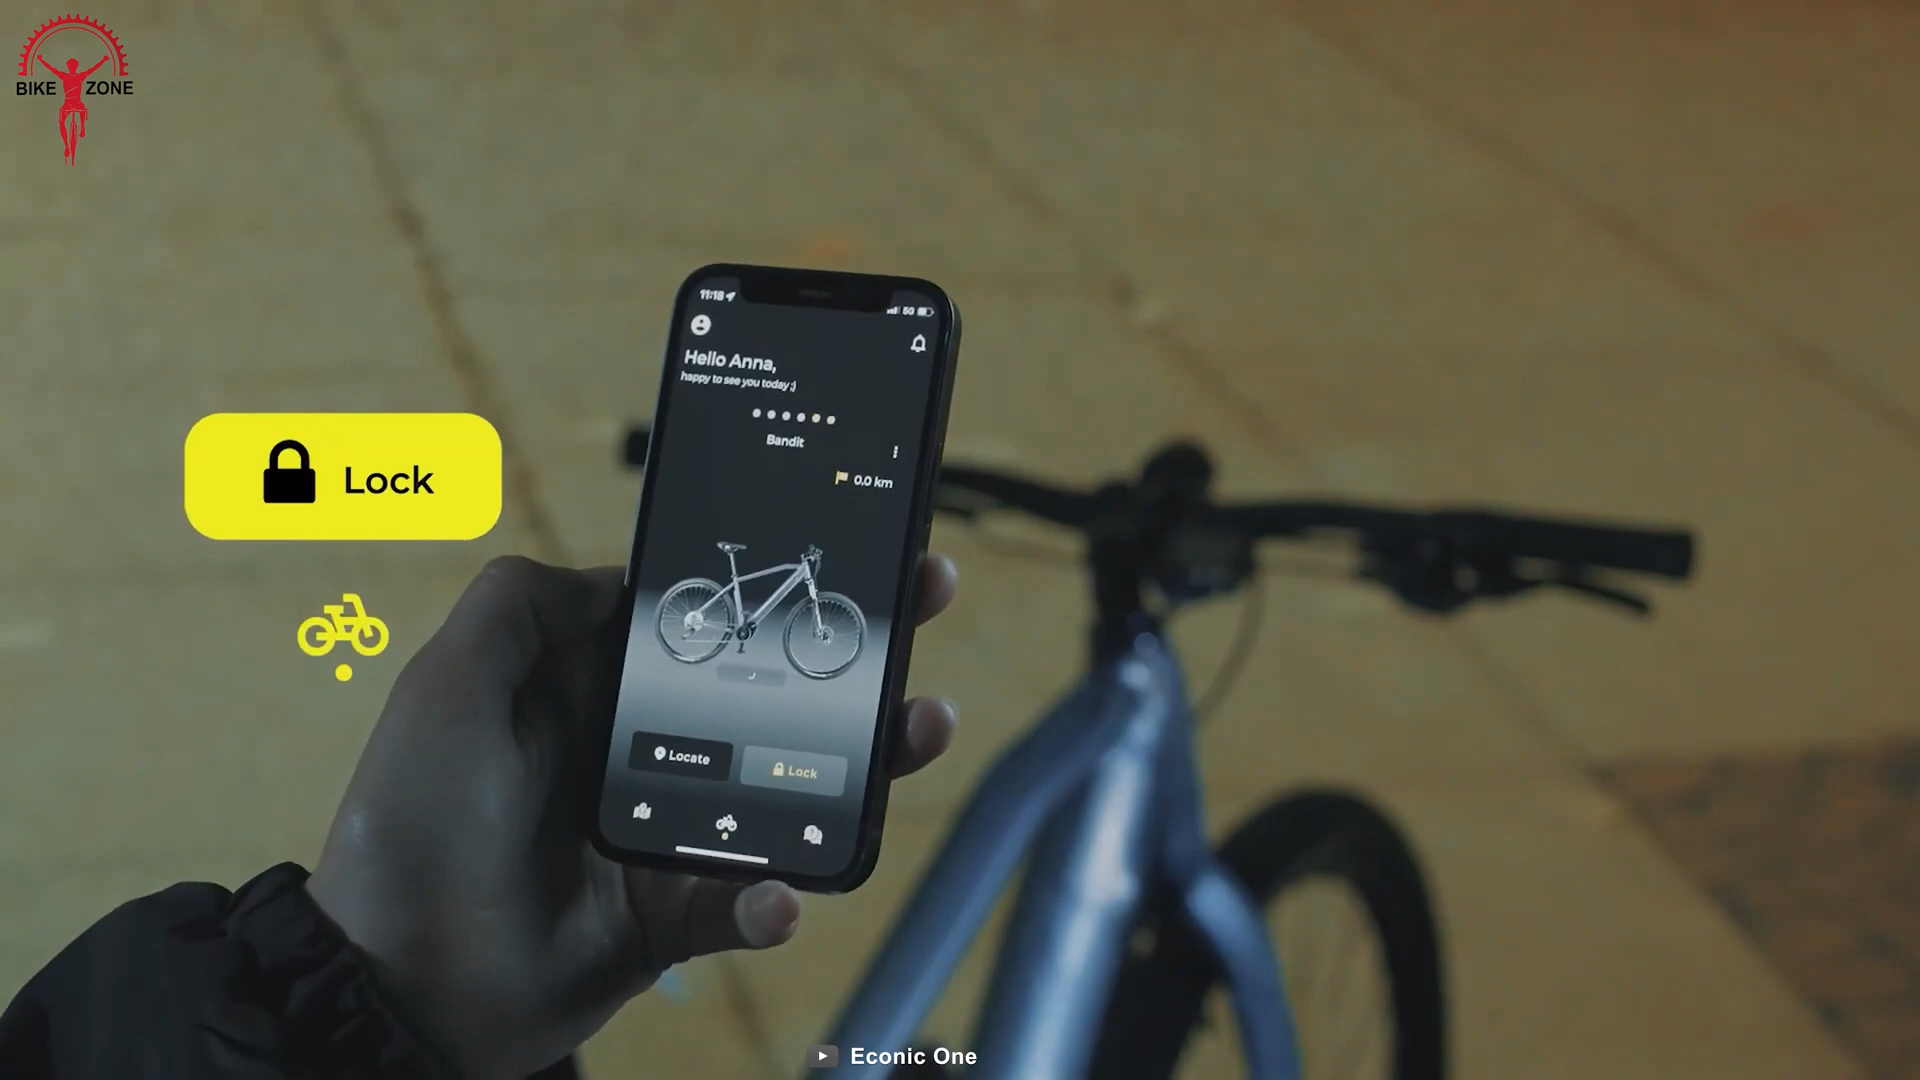 BIKE ZONE
11:18
5G
Hello Anna,
happy to see you today ;)
Bandit
0.0 km
Lock
Locate
Lock
Econic One